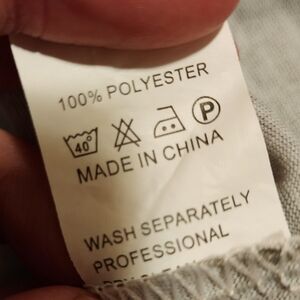 100% POLYESTER
40° P
MADE IN CHINA
WASH SEPARATELY
PROFESSIONAL